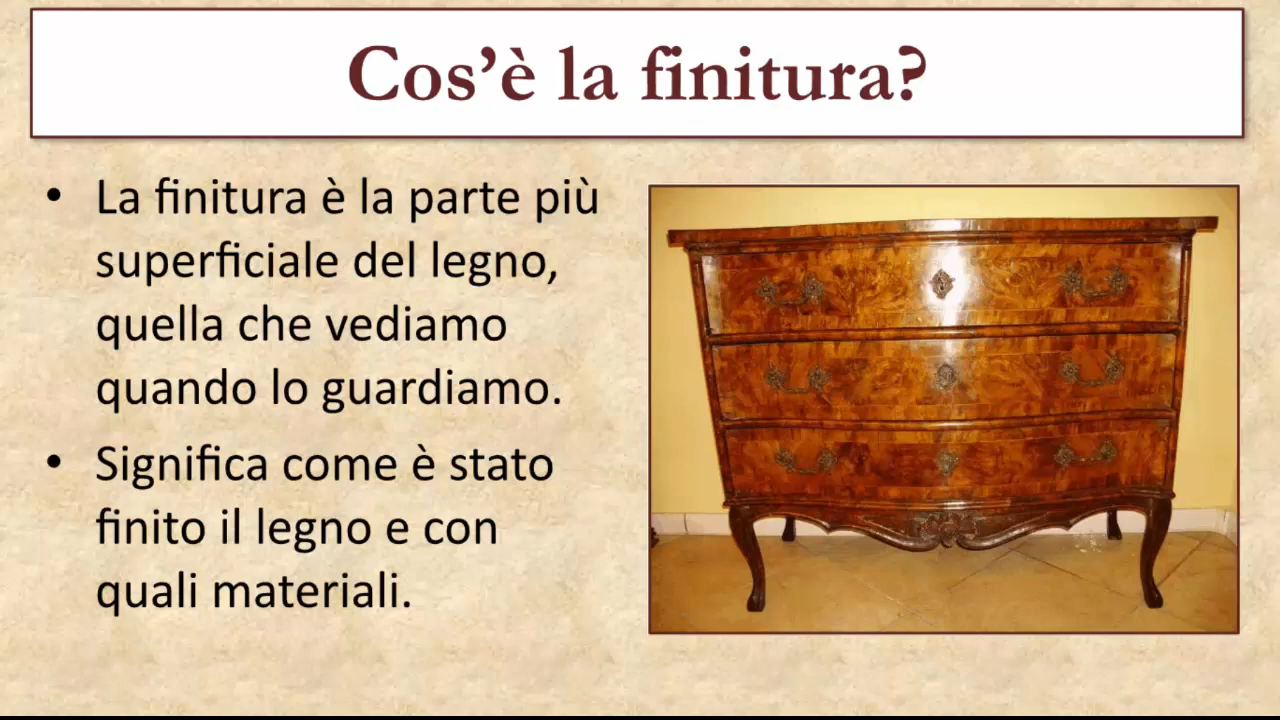 Cos’è la finitura?
• La finitura è la parte più
superficiale del legno,
quella che vediamo
quando lo guardiamo.
• Significa come è stato
finito il legno e con
quali materiali.